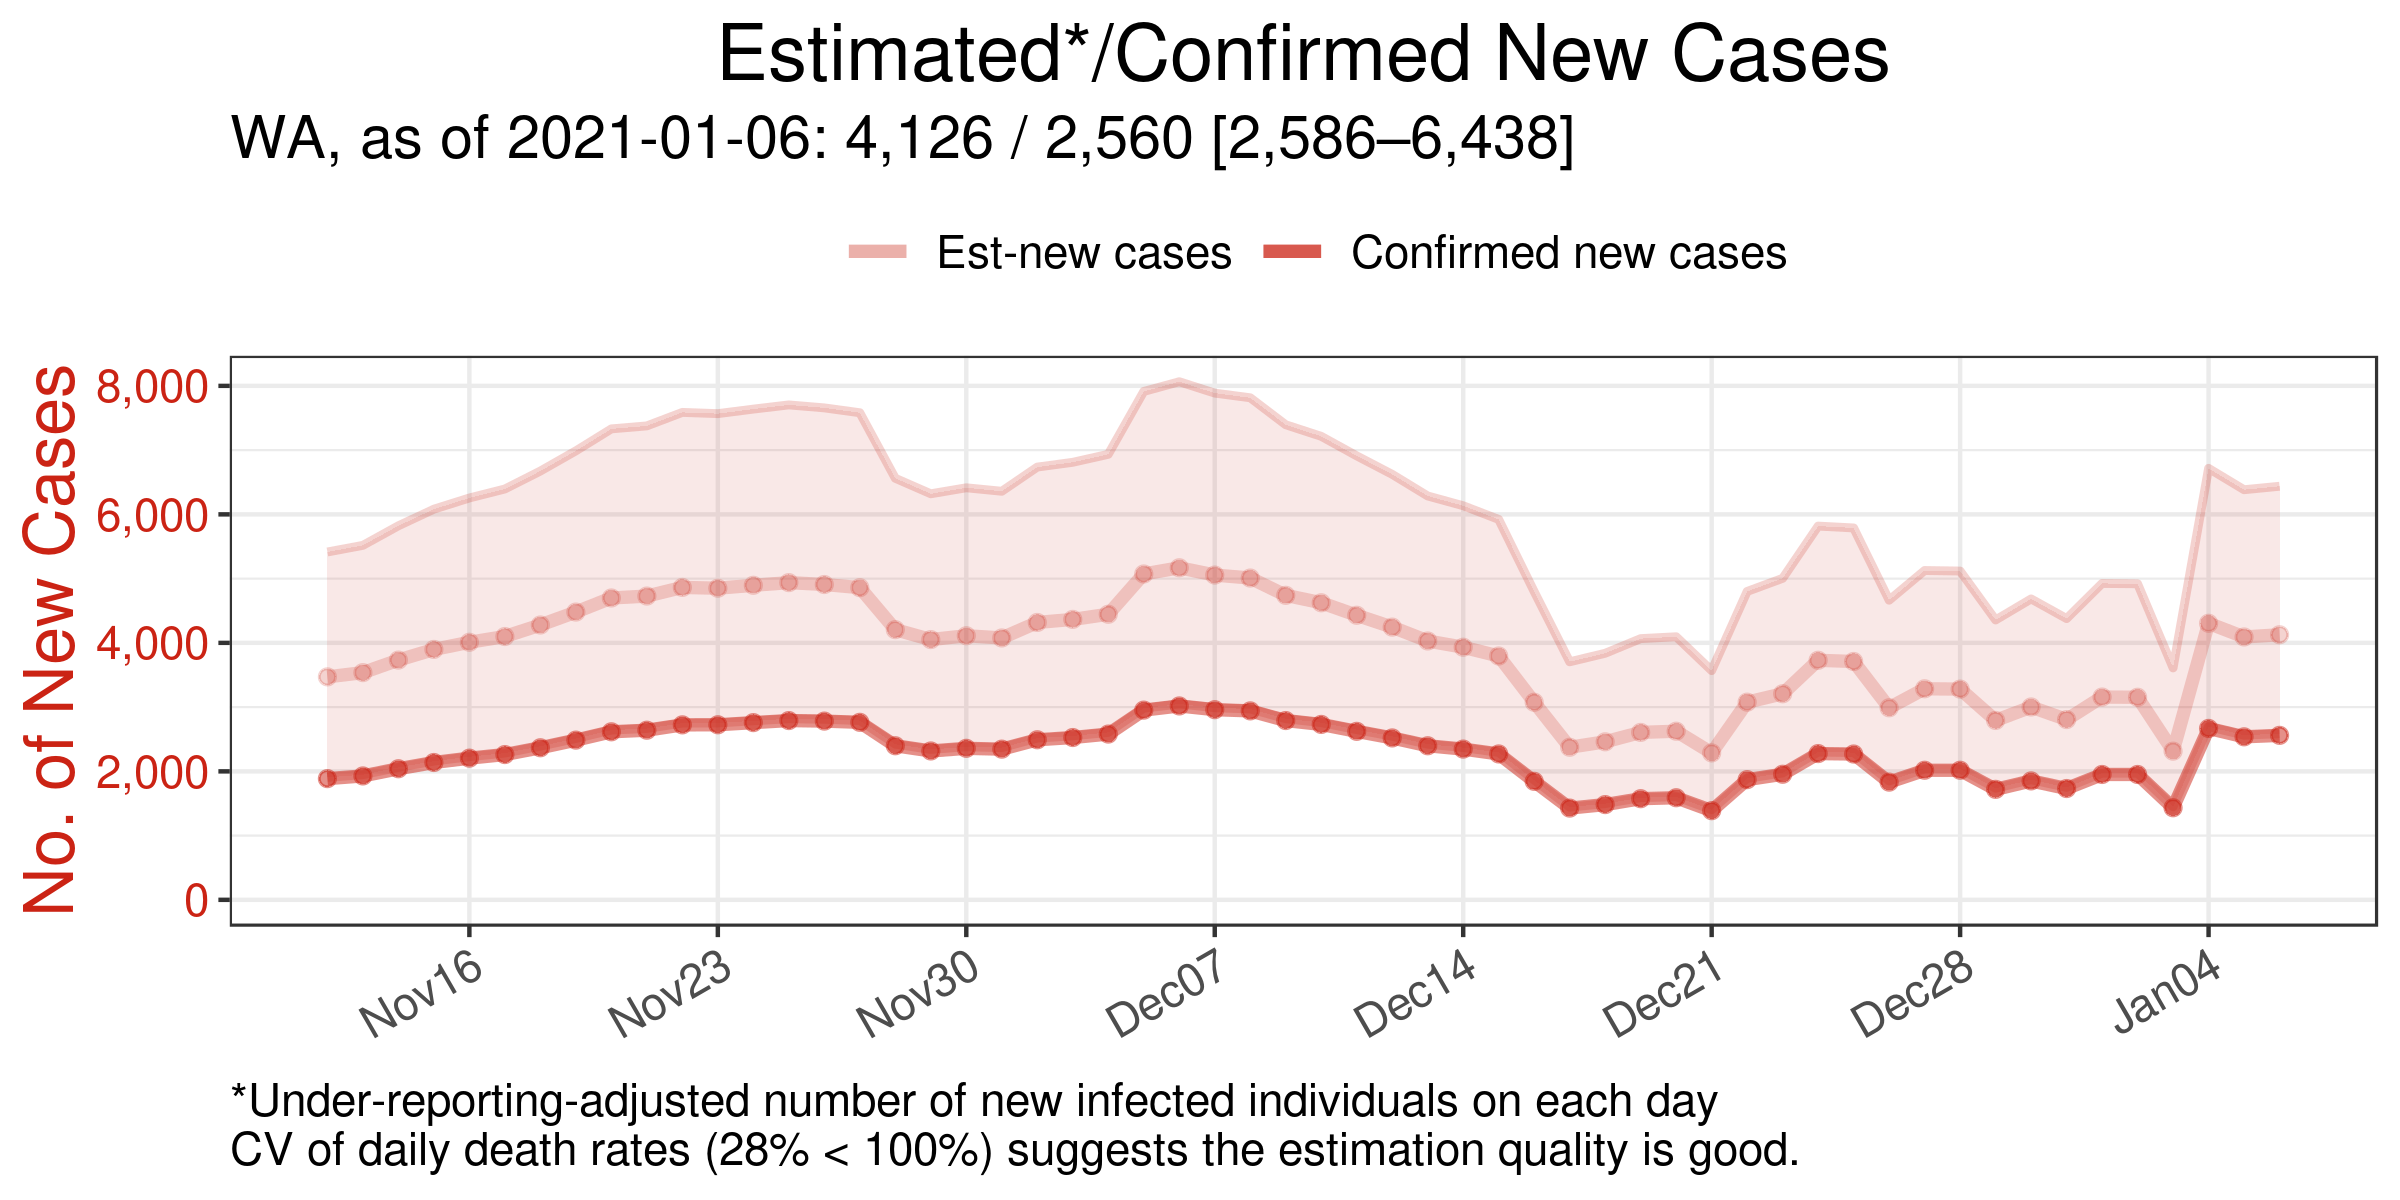 Estimated*/Confirmed New Cases
WA, as of 2021-01-06: 4,126 / 2,560 [2,586–6,438]
Est-new cases Confirmed new cases
No. of New Cases
8,000
6,000
4,000
2,000
0
Nov16 Nov23 Nov30 Dec07 Dec14 Dec21 Dec28 Jan04
*Under-reporting-adjusted number of new infected individuals on each day
CV of daily death rates (28% < 100%) suggests the estimation quality is good.